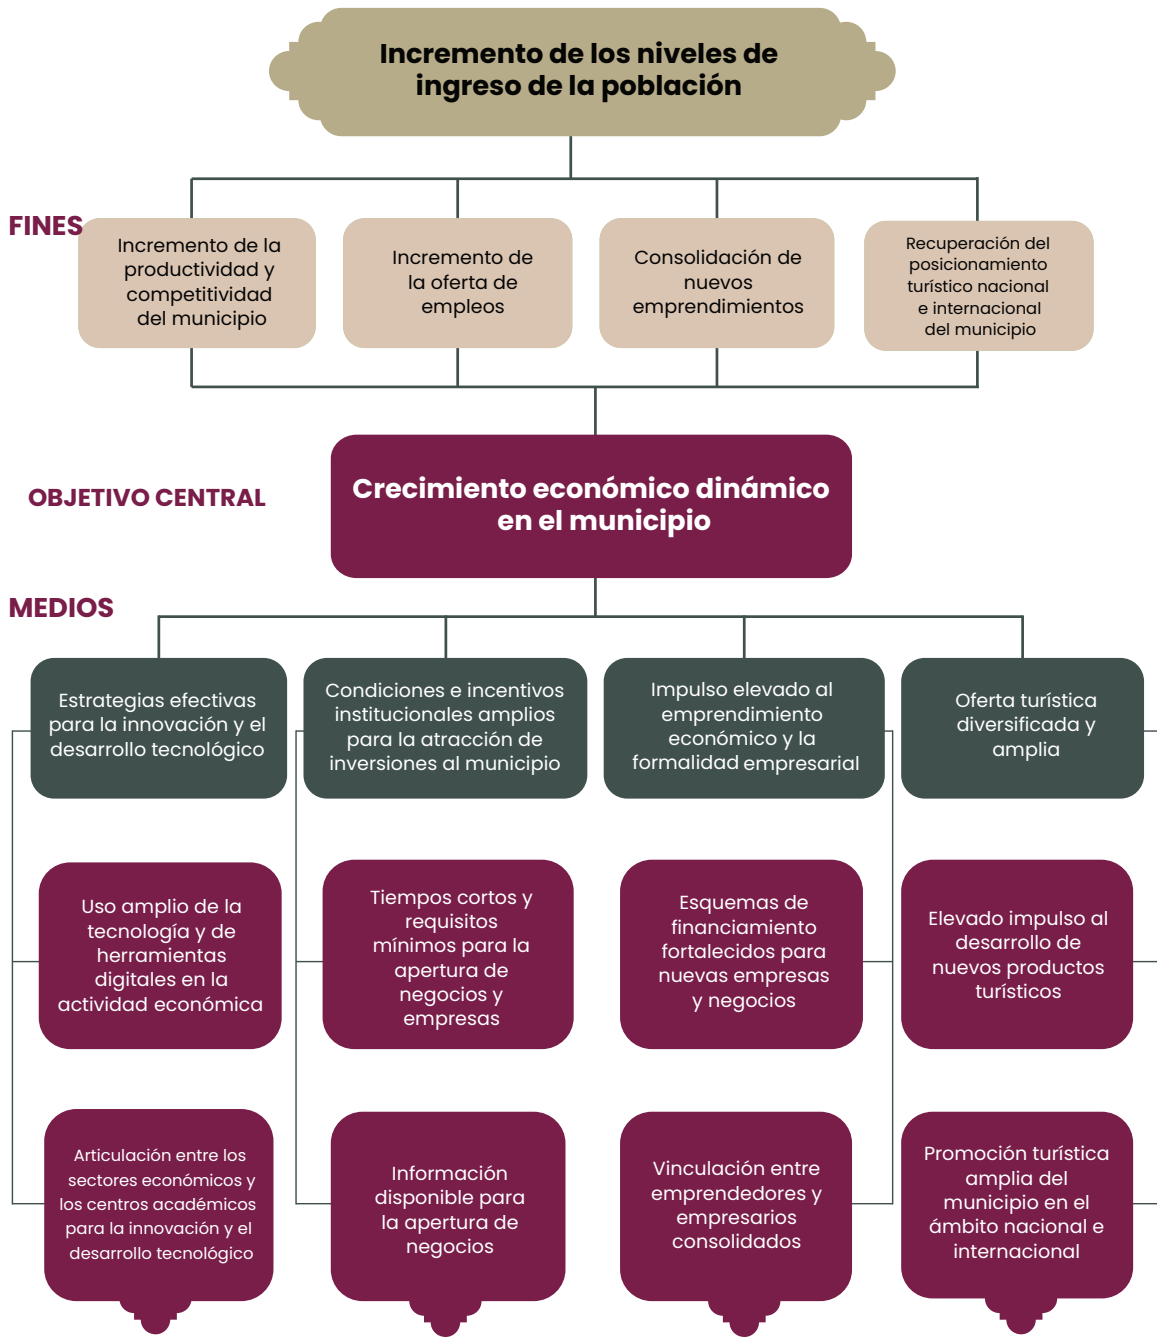 Incremento de los niveles de
ingreso de la población
FINES
Incremento de la
productividad y
competitividad
del municipio
Incremento de
la oferta de
empleos
Consolidación de
nuevos
emprendimientos
Recuperación del
posicionamiento
turístico nacional
e internacional
del municipio
OBJETIVO CENTRAL
Crecimiento económico dinámico
en el municipio
MEDIOS
Estrategias efectivas
para la innovación y el
desarrollo tecnológico
Condiciones e incentivos
institucionales amplios
para la atracción de
inversiones al municipio
Impulso elevado al
emprendimiento
económico y la
formalidad empresarial
Oferta turística
diversificada y
amplia
Uso amplio de la
tecnología y de
herramientas
digitales en la
actividad económica
Tiempos cortos y
requisitos
mínimos para la
apertura de
negocios y
empresas
Esquemas de
financiamiento
fortalecidos para
nuevas empresas
y negocios
Elevado impulso al
desarrollo de
nuevos productos
turísticos
Articulación entre los
sectores económicos y
los centros académicos
para la innovación y el
desarrollo tecnológico
Información
disponible para
la apertura de
negocios
Vinculación entre
emprendedores y
empresarios
consolidados
Promoción turística
amplia del
municipio en el
ámbito nacional e
internacional